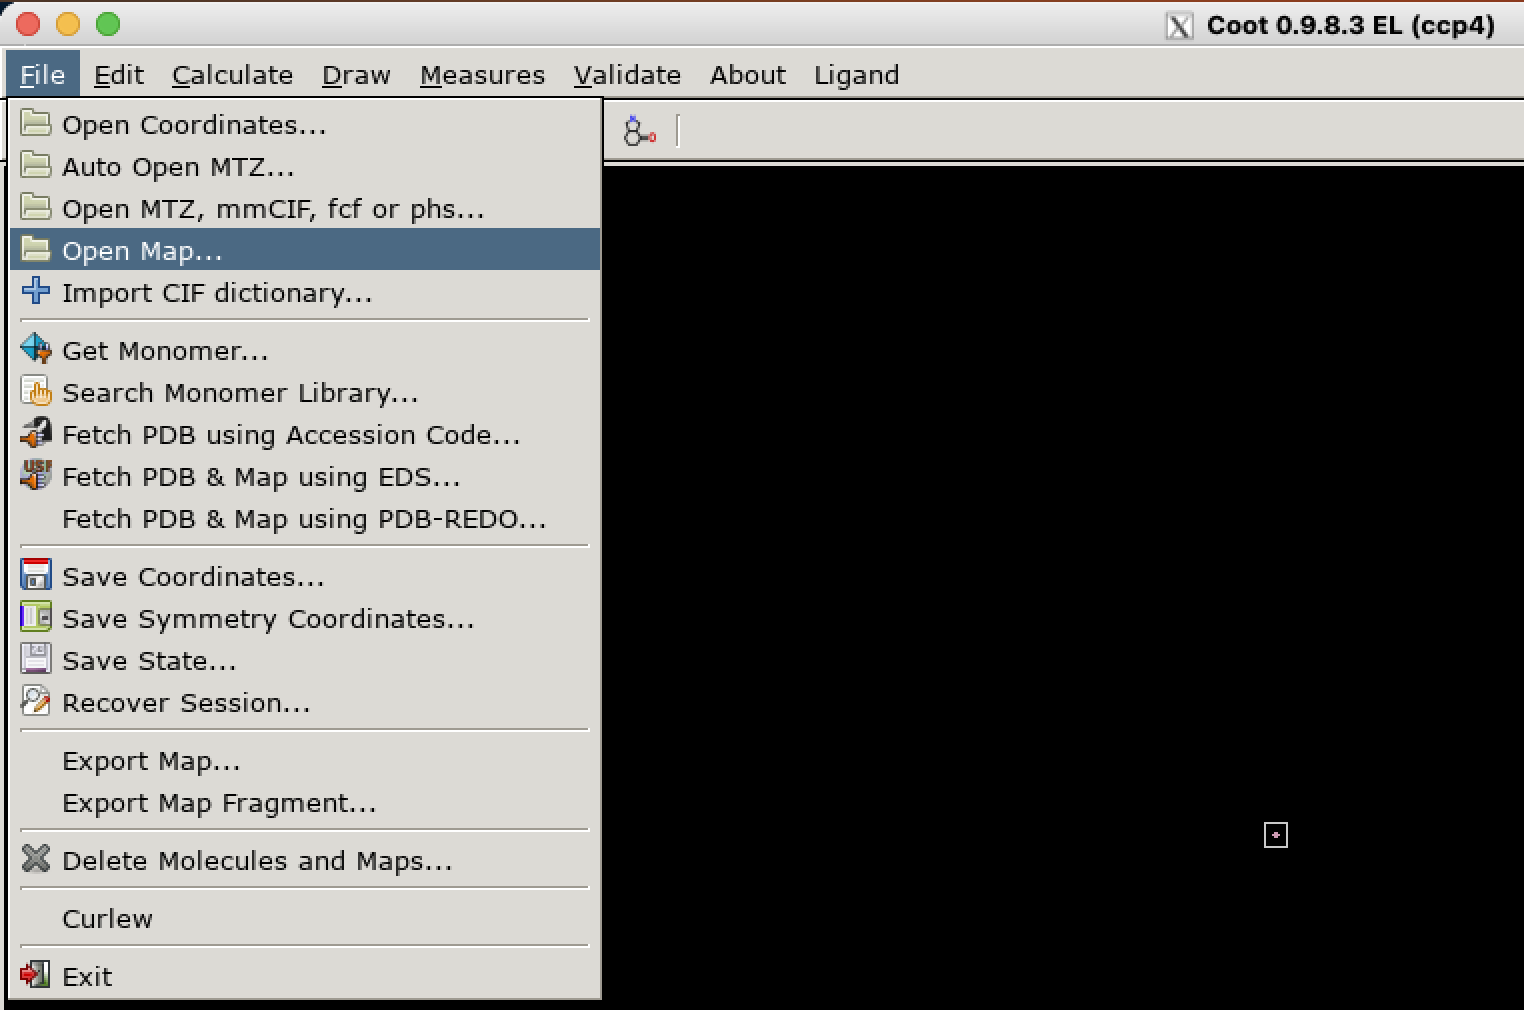 Coot 0.9.8.3 EL (ccp4)
File Edit Calculate Draw Measures Validate About Ligand
Open Coordinates...
Auto Open MTZ...
Open MTZ, mmCIF, fcf or phs...
Open Map...
Import CIF dictionary...
Get Monomer...
Search Monomer Library...
Fetch PDB using Accession Code...
Fetch PDB & Map using EDS...
Fetch PDB & Map using PDB-REDO...
Save Coordinates...
Save Symmetry Coordinates...
Save State...
Recover Session...
Export Map...
Export Map Fragment...
Delete Molecules and Maps...
Curlew
Exit